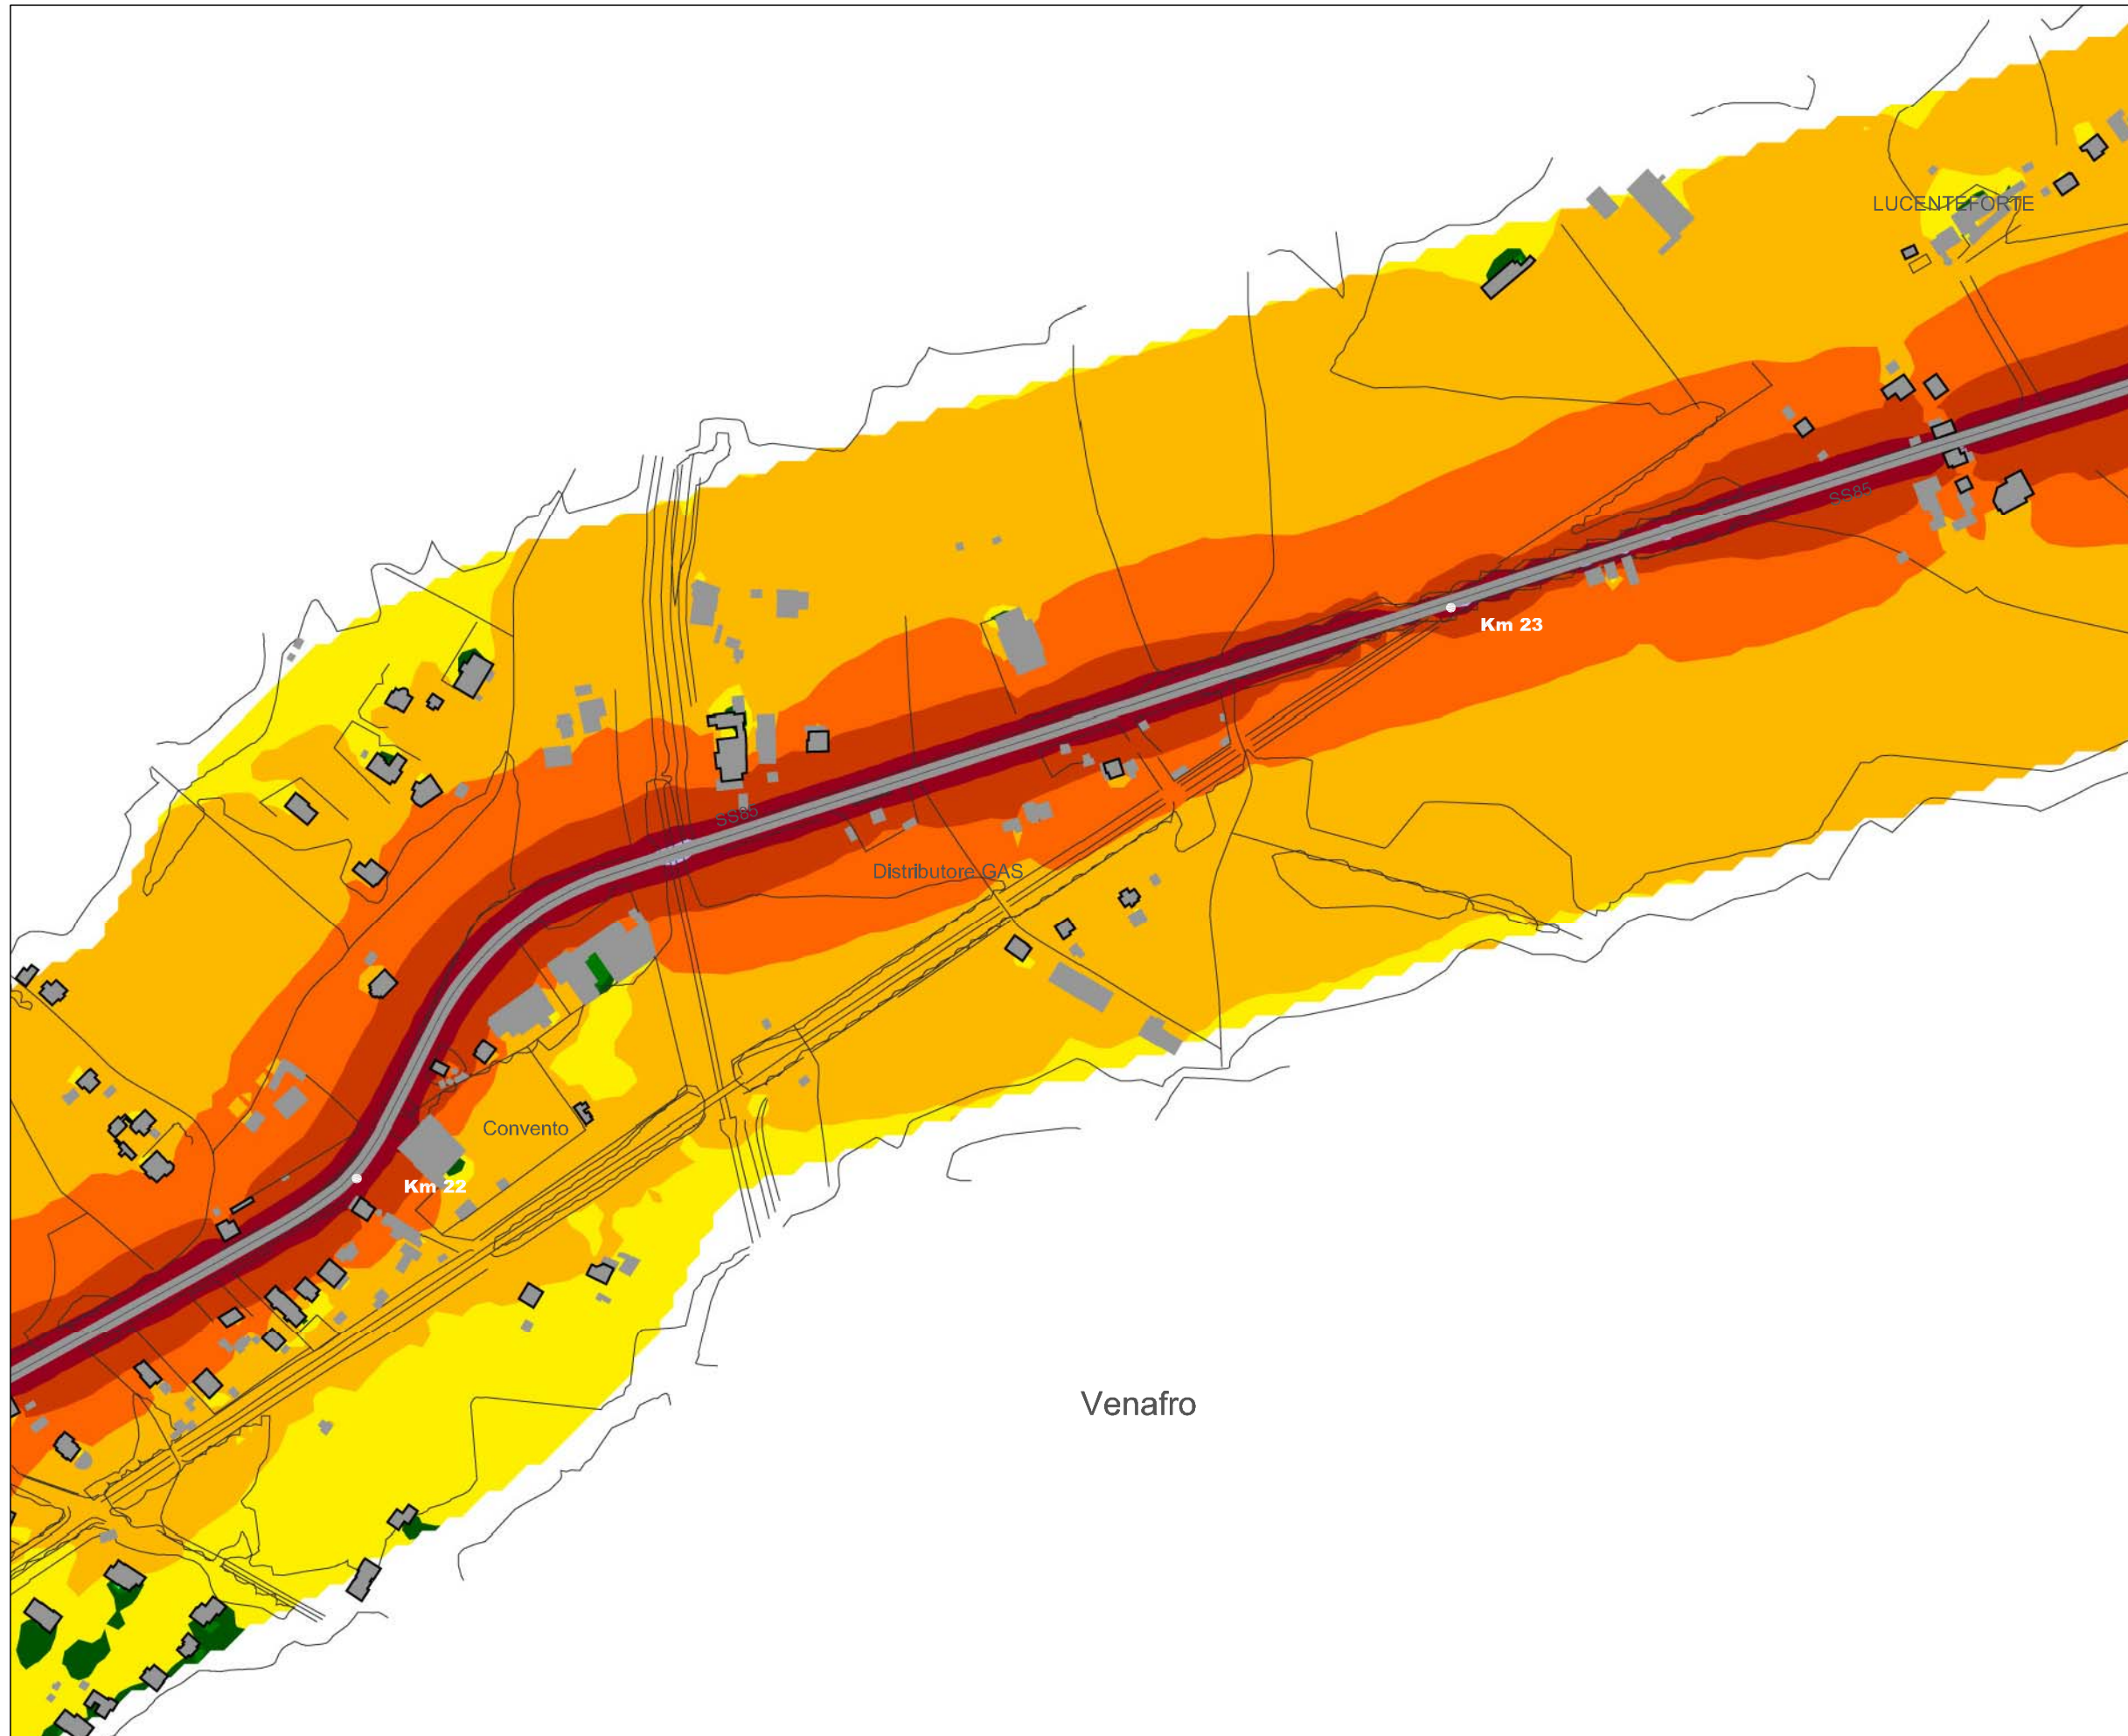 LUCENTEFORTE
SS85
Km 23
SS85
Distributore GAS
Convento
Km 22
Venafro